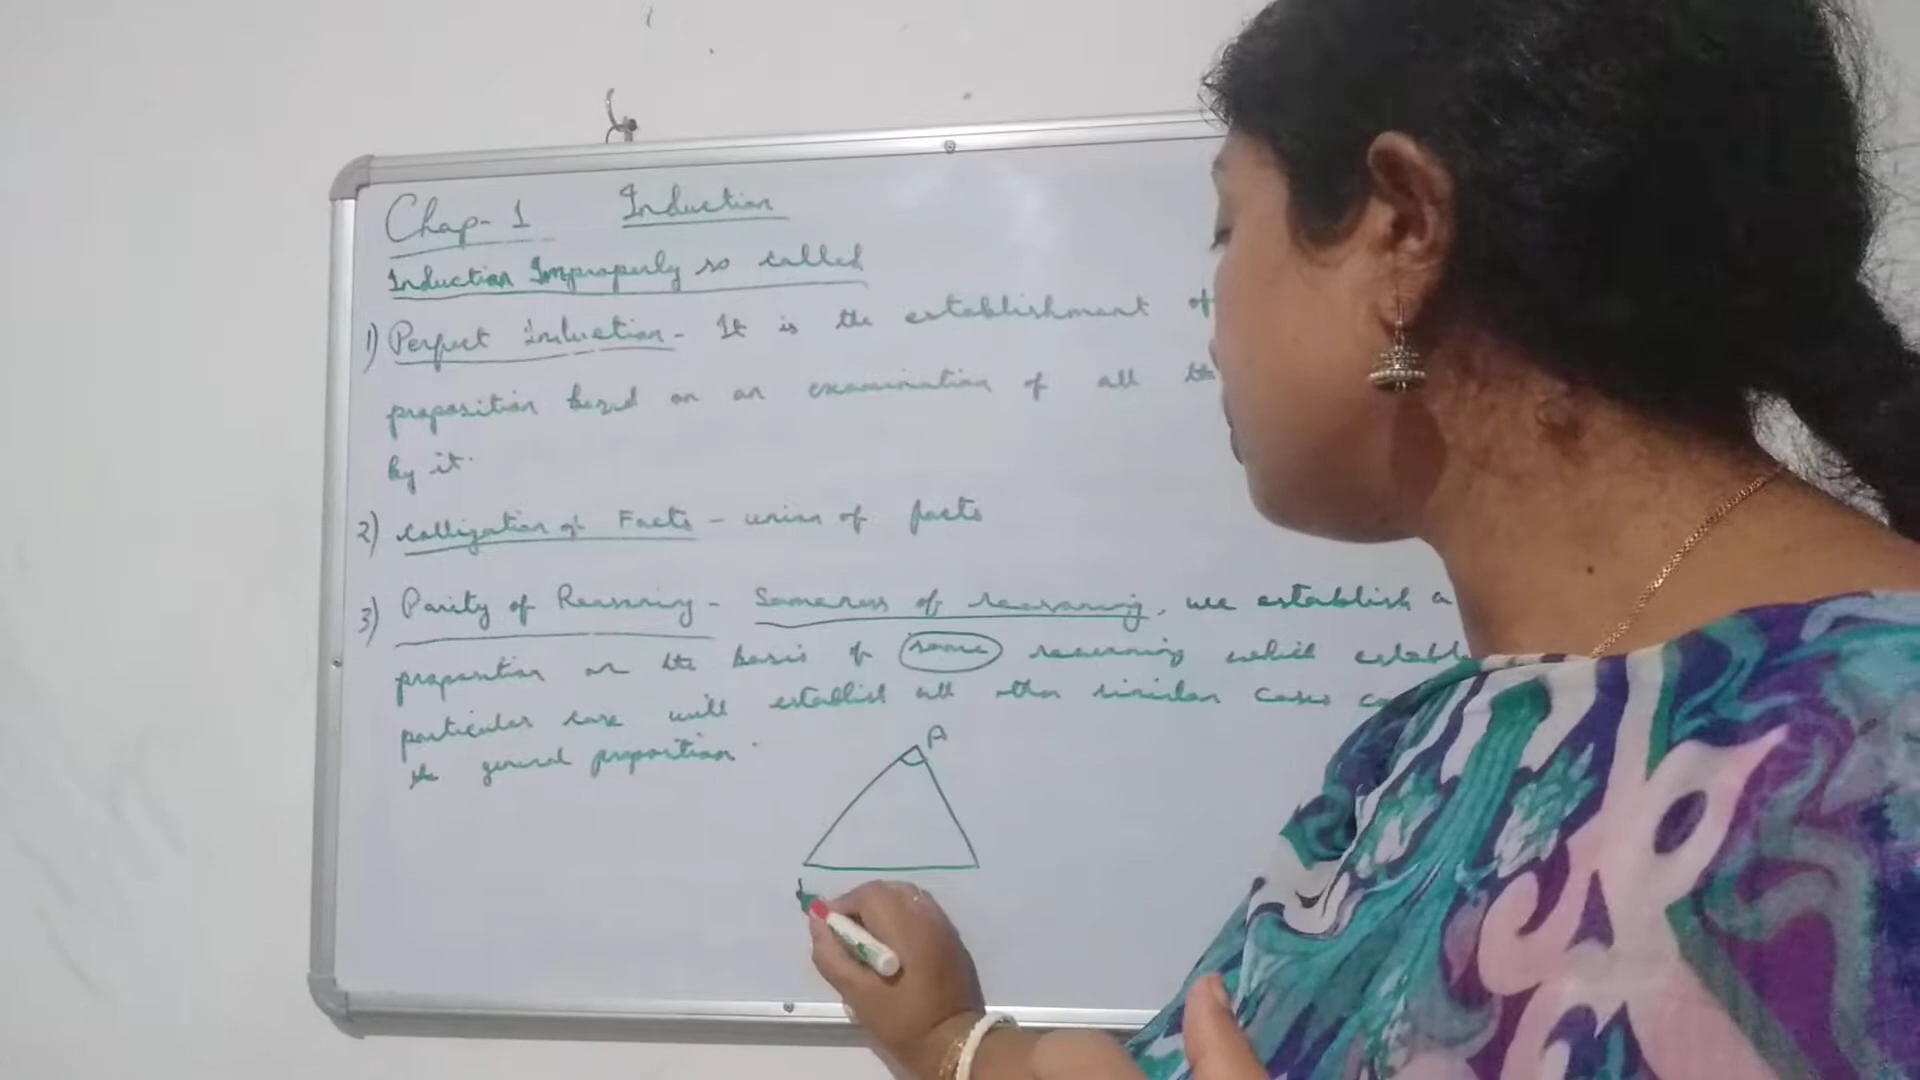 Chap- 1 Induction
Induction Improperly so called
1) Perfect Induction - It is the establishment of
proposition based on an examination of all the
by it.
2) Colligation of Facts - union of facts
3) Parity of Reasoning - Sameness of reasoning, we establish a
proposition on the basis of same reasoning which establ
particular case will establish all other similar cases co
the general proposition.
A